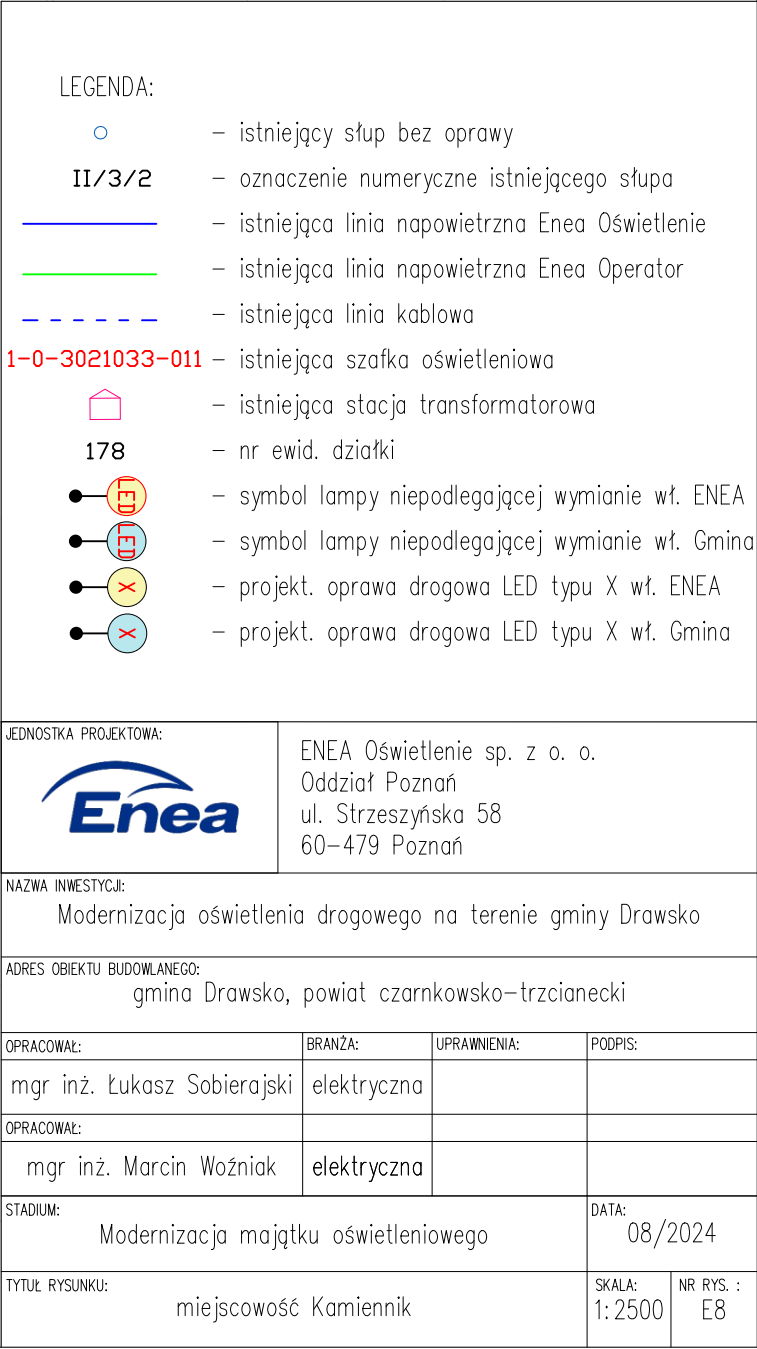 LEGENDA:
– istniejący słup bez oprawy
II/3/2 – oznaczenie numeryczne istniejącego słupa
– istniejąca linia napowietrzna Enea Oświetlenie
– istniejąca linia napowietrzna Enea Operator
– istniejąca linia kablowa
1-0-3021033-011 – istniejąca szafka oświetleniowa
– istniejąca stacja transformatorowa
178 – nr ewid. działki
LED – symbol lampy niepodlegającej wymianie wł. ENEA
LED – symbol lampy niepodlegającej wymianie wł. Gmina
X – projekt. oprawa drogowa LED typu X wł. ENEA
X – projekt. oprawa drogowa LED typu X wł. Gmina
JEDNOSTKA PROJEKTOWA:
Enea
ENEA Oświetlenie sp. z o. o.
Oddział Poznań
ul. Strzeszyńska 58
60–479 Poznań
NAZWA INWESTYCJI:
Modernizacja oświetlenia drogowego na terenie gminy Drawsko
ADRES OBIEKTU BUDOWLANEGO:
gmina Drawsko, powiat czarnkowsko–trzcianecki
OPRACOWAŁ: BRANŻA: UPRAWNIENIA: PODPIS:
mgr inż. Łukasz Sobierajski elektryczna
OPRACOWAŁ:
mgr inż. Marcin Woźniak elektryczna
STADIUM: DATA:
Modernizacja majątku oświetleniowego 08/2024
TYTUŁ RYSUNKU: SKALA: NR RYS. :
miejscowość Kamiennik 1:2500 E8